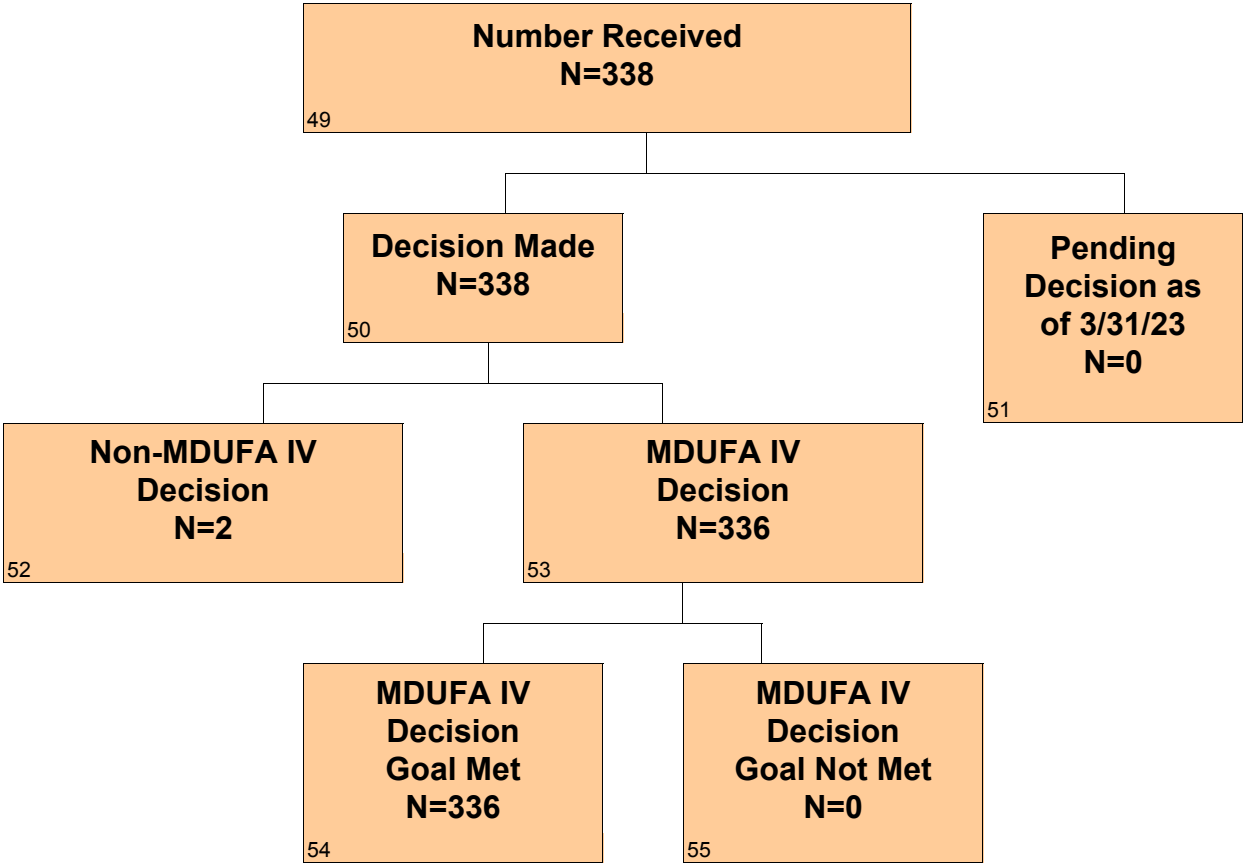 Number Received
N=338
49
Decision Made
N=338
50
Pending
Decision as
of 3/31/23
N=0
51
Non-MDUFA IV
Decision
N=2
52
MDUFA IV
Decision
N=336
53
MDUFA IV
Decision
Goal Met
N=336
54
MDUFA IV
Decision
Goal Not Met
N=0
55